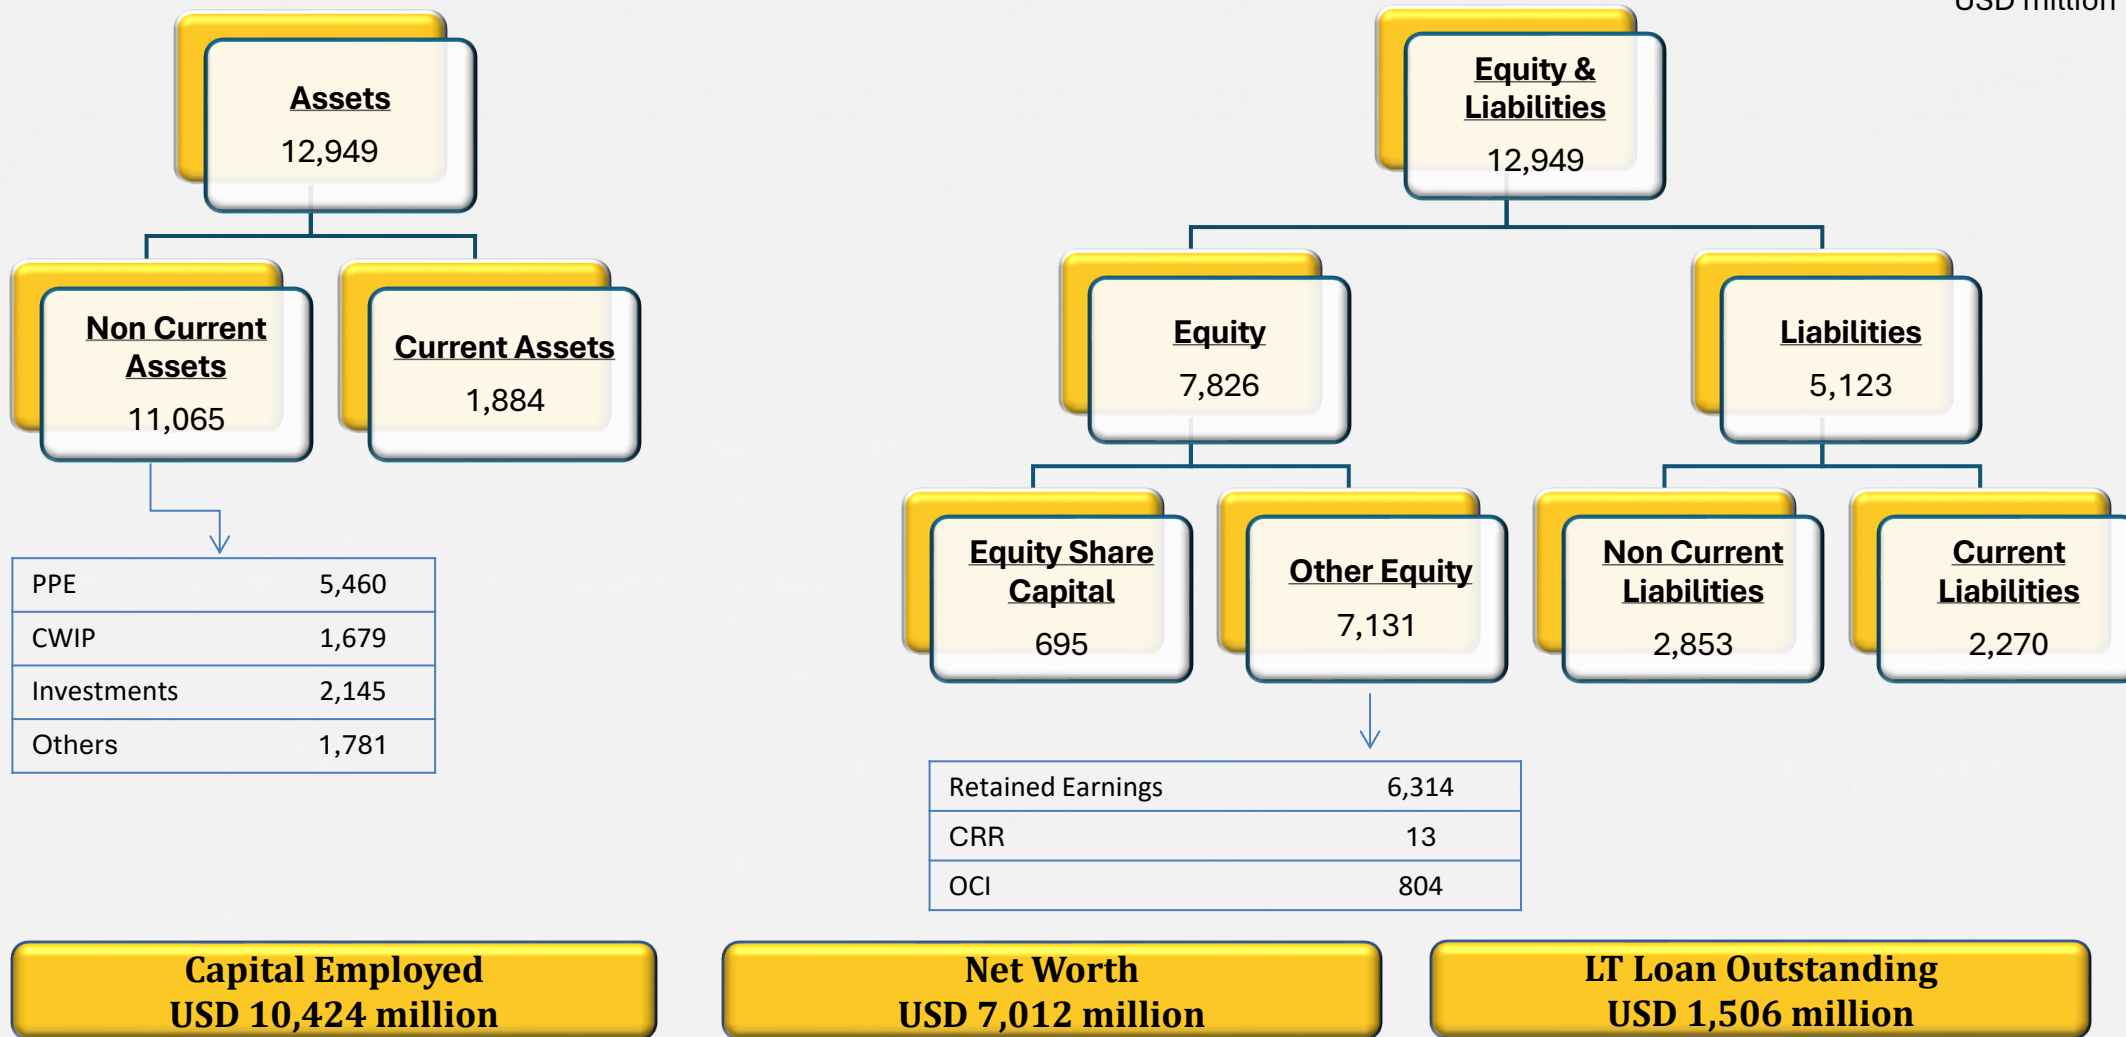 USD million
Assets
12,949
Non Current
Assets
11,065
Current Assets
1,884
PPE 5,460
CWIP 1,679
Investments 2,145
Others 1,781
Equity &
Liabilities
12,949
Equity
7,826
Liabilities
5,123
Equity Share
Capital
695
Other Equity
7,131
Non Current
Liabilities
2,853
Current
Liabilities
2,270
Retained Earnings 6,314
CRR 13
OCI 804
Capital Employed
USD 10,424 million
Net Worth
USD 7,012 million
LT Loan Outstanding
USD 1,506 million